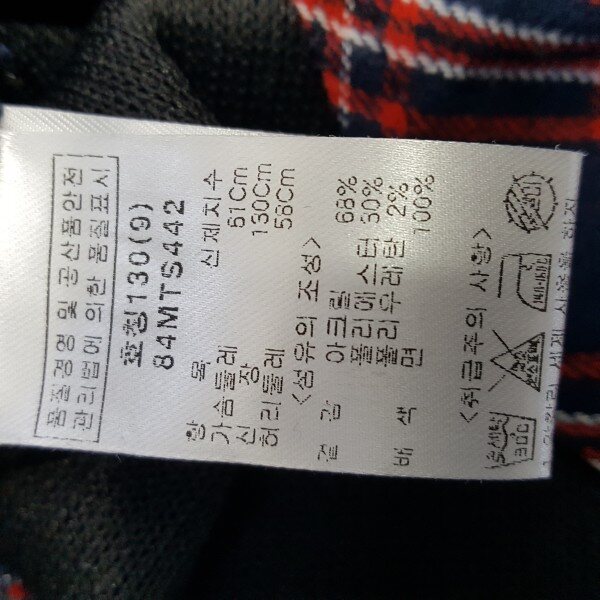 품질경영 및 공산품안전
관리법에 의한 품질표시
호칭130(9)
84MTS442
항 목 신체치수
가슴둘레 61Cm
신 장 130Cm
허리둘레 58Cm
<섬유의 조성>
겉 감 아크릴 68%
폴리에스터 30%
폴리우레탄 2%
배 색 면 100%
<취급주의 사항>
손세탁
30C